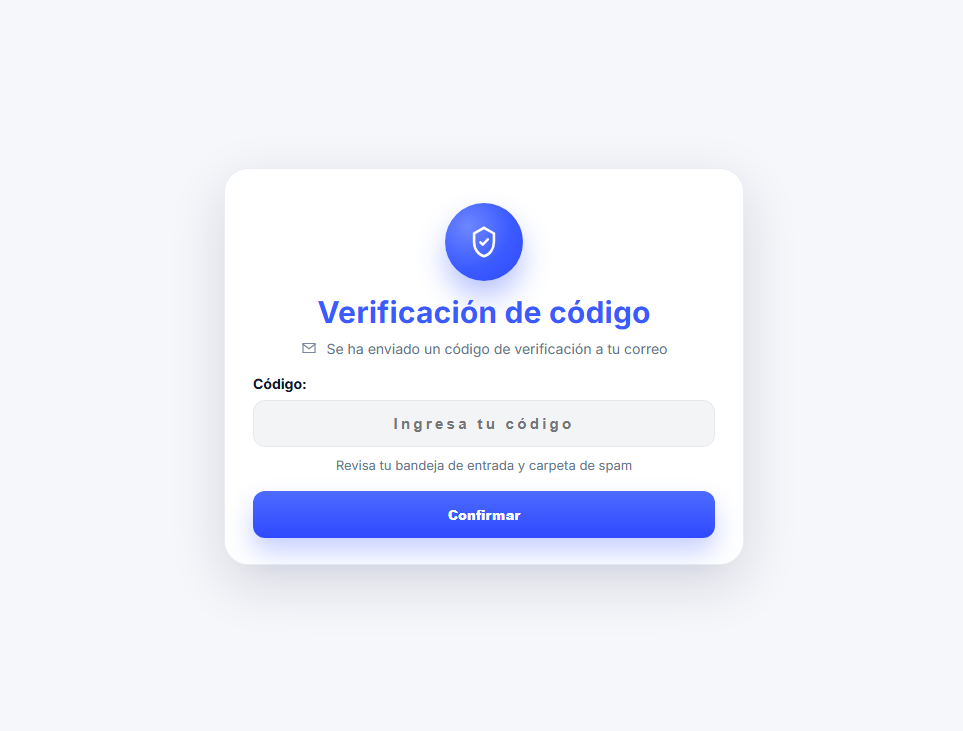 Verificación de código
Se ha enviado un código de verificación a tu correo
Código:
Ingresa tu código
Revisa tu bandeja de entrada y carpeta de spam
Confirmar